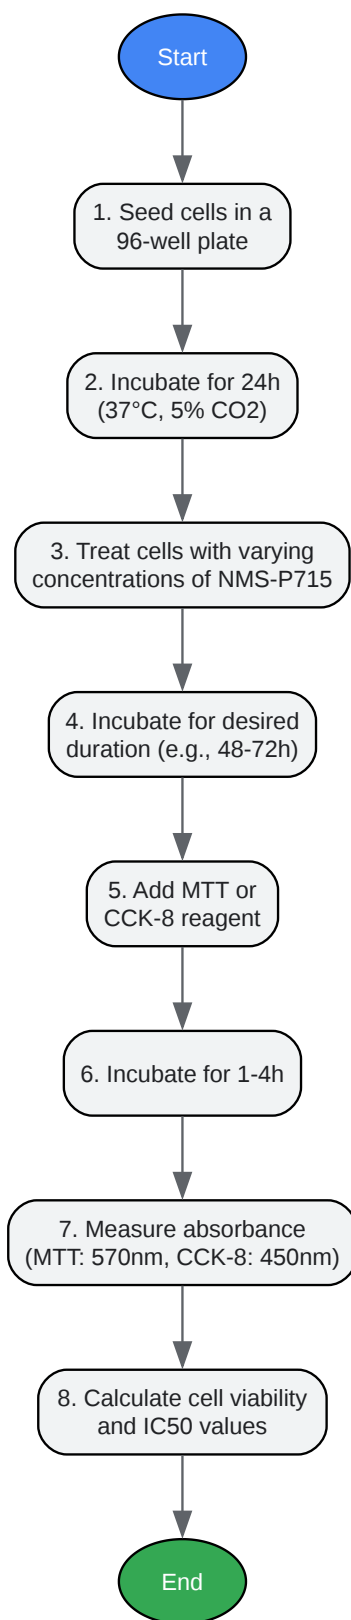 Start
1. Seed cells in a
96-well plate
2. Incubate for 24h
(37°C, 5% CO2)
3. Treat cells with varying
concentrations of NMS-P715
4. Incubate for desired
duration (e.g., 48-72h)
5. Add MTT or
CCK-8 reagent
6. Incubate for 1-4h
7. Measure absorbance
(MTT: 570nm, CCK-8: 450nm)
8. Calculate cell viability
and IC50 values
End